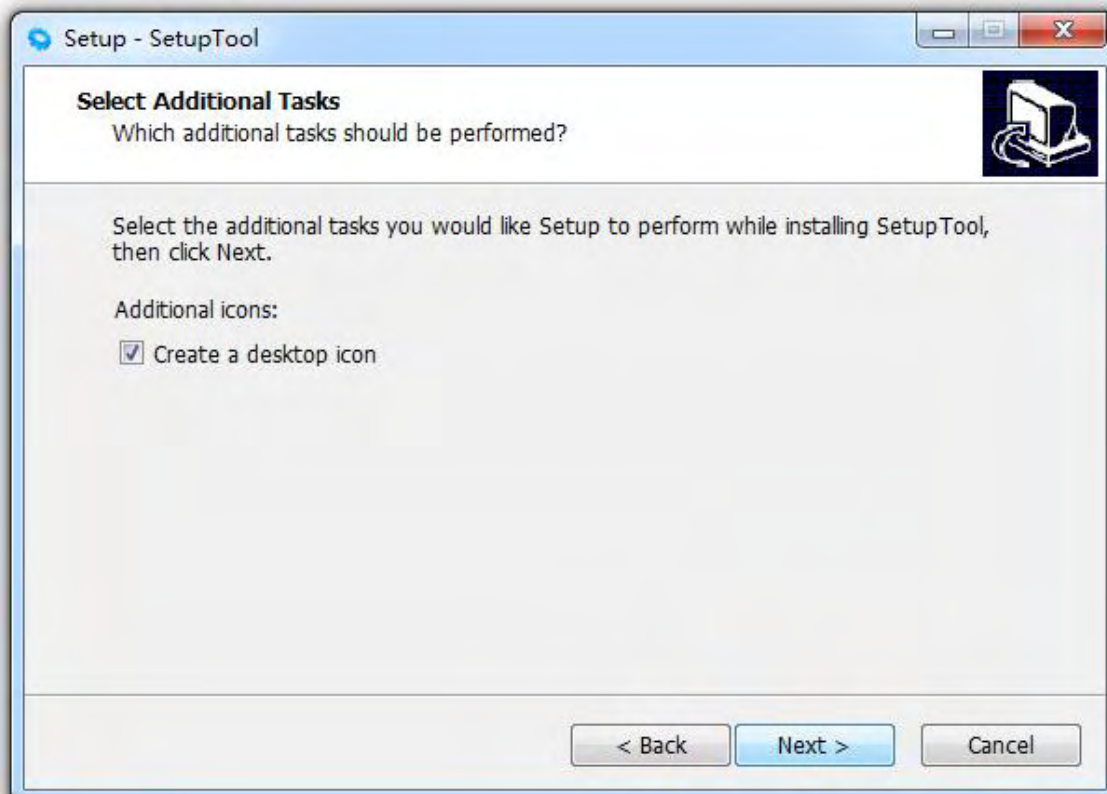 Setup - SetupTool
Select Additional Tasks
Which additional tasks should be performed?
Select the additional tasks you would like Setup to perform while installing SetupTool,
then click Next.
Additional icons:
Create a desktop icon
< Back
Next >
Cancel